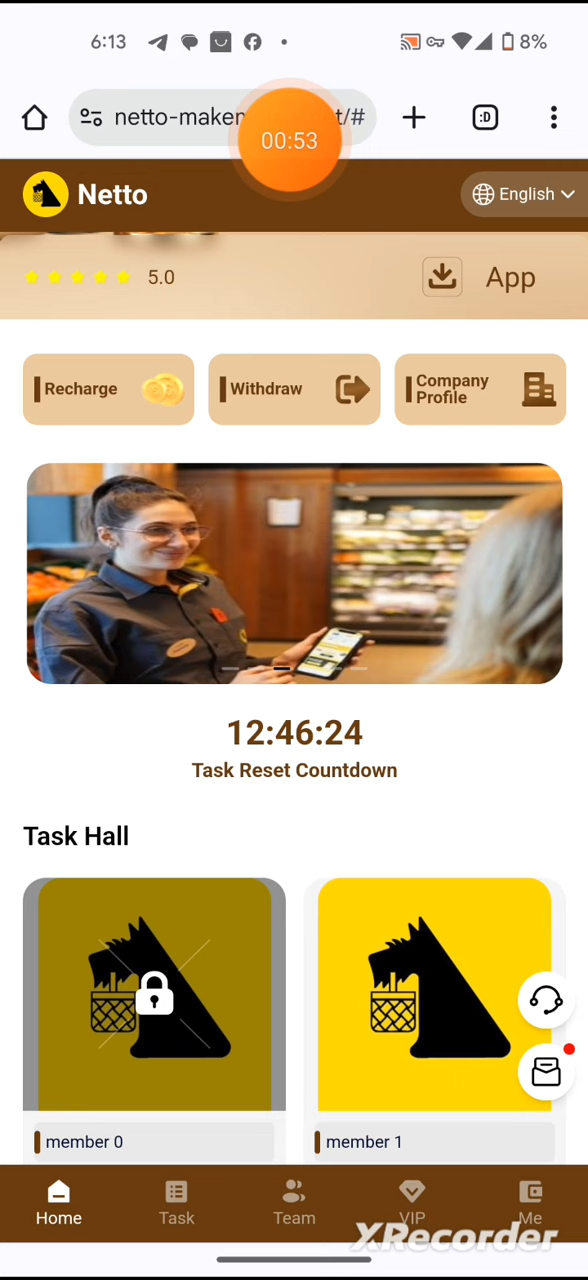 6:13
8%
netto-maken
00:53
t/#
:D
Netto
English
5.0
App
Recharge
Withdraw
Company
Profile
12:46:24
Task Reset Countdown
Task Hall
member 0
member 1
Home
Task
Team
VIP
Me
XRecorder